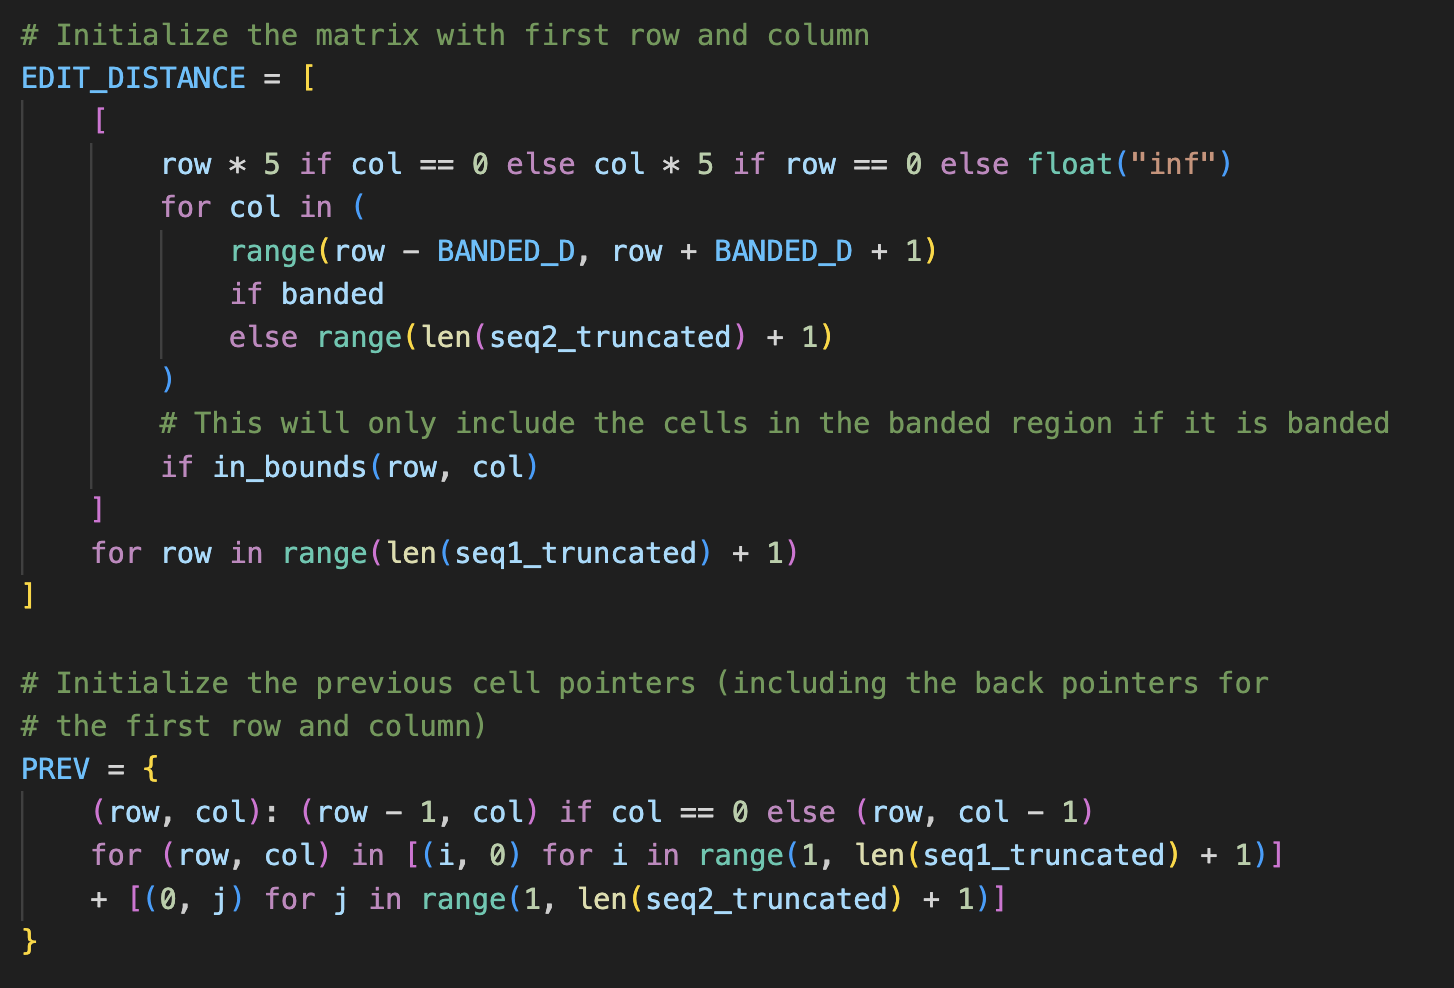 # Initialize the matrix with first row and column
EDIT_DISTANCE = [
    [
        row * 5 if col == 0 else col * 5 if row == 0 else float("inf")
        for col in (
            range(row - BANDED_D, row + BANDED_D + 1)
            if banded
            else range(len(seq2_truncated) + 1)
        )
        # This will only include the cells in the banded region if it is banded
        if in_bounds(row, col)
    ]
    for row in range(len(seq1_truncated) + 1)
]

# Initialize the previous cell pointers (including the back pointers for
# the first row and column)
PREV = {
    (row, col): (row - 1, col) if col == 0 else (row, col - 1)
    for (row, col) in [(i, 0) for i in range(1, len(seq1_truncated) + 1)]
    + [(0, j) for j in range(1, len(seq2_truncated) + 1)]
}